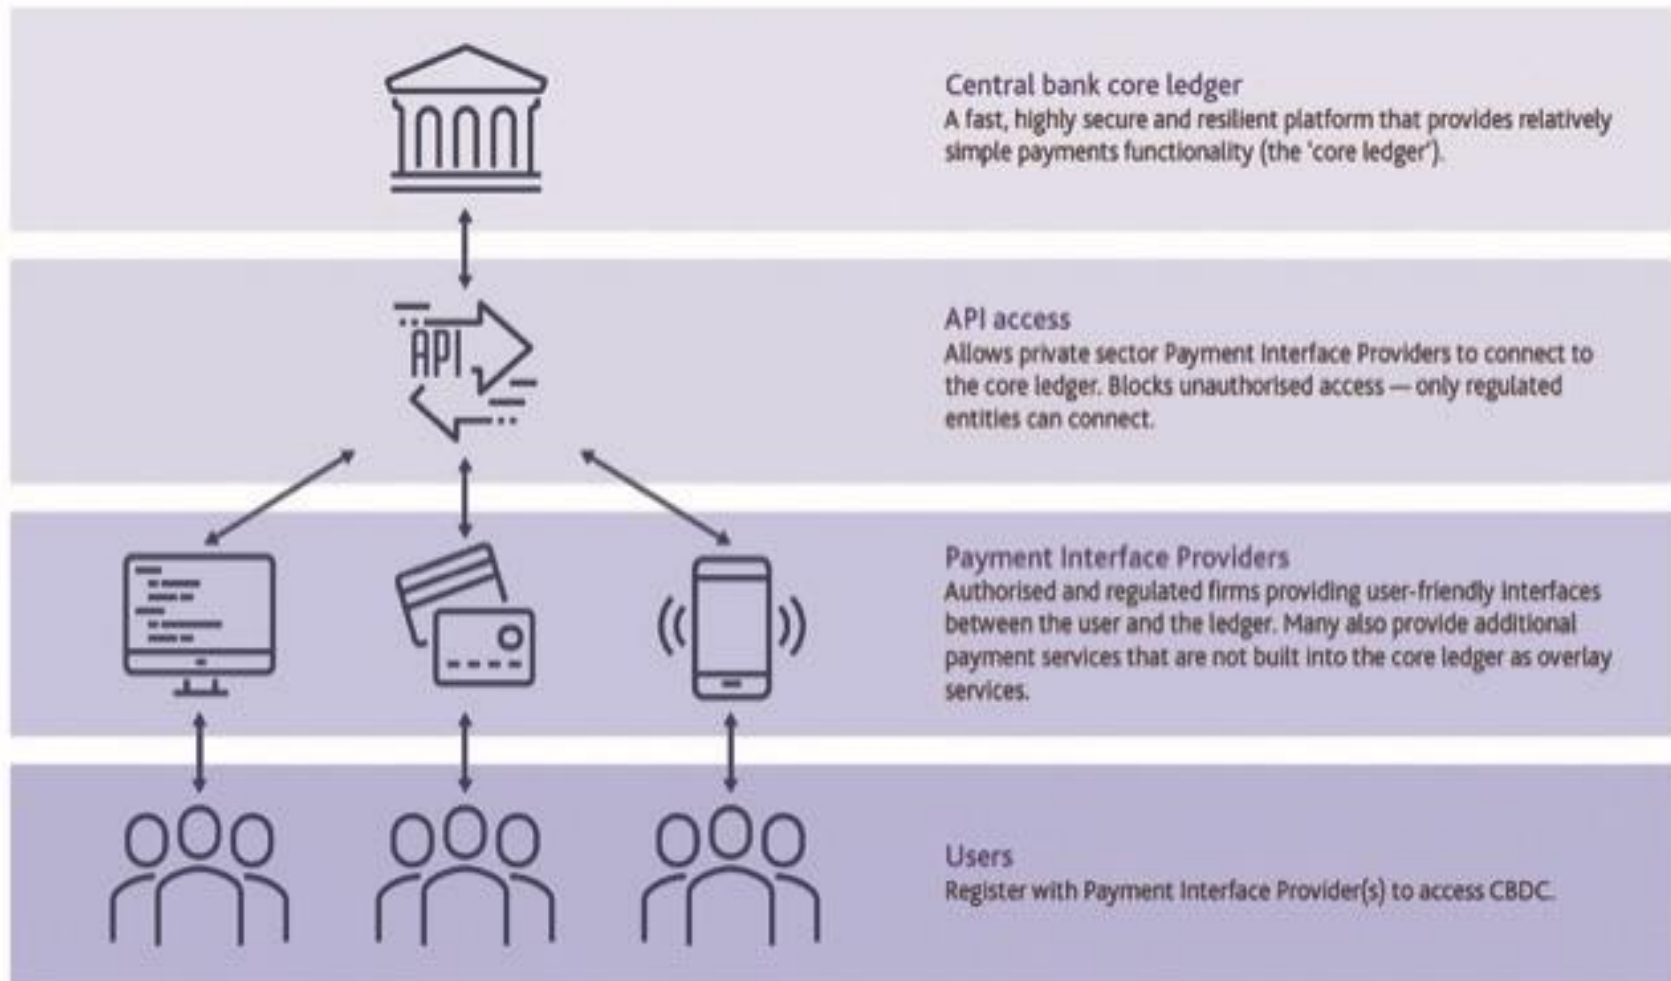 Central bank core ledger
A fast, highly secure and resilient platform that provides relatively
simple payments functionality (the 'core ledger').
API
API access
Allows private sector Payment Interface Providers to connect to
the core ledger. Blocks unauthorised access — only regulated
entities can connect.
Payment Interface Providers
Authorised and regulated firms providing user-friendly interfaces
between the user and the ledger. Many also provide additional
payment services that are not built into the core ledger as overlay
services.
Users
Register with Payment Interface Provider(s) to access CBDC.